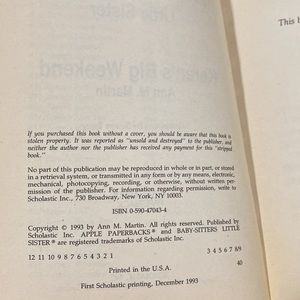 Little Sister
Karen's Big Weekend
Ann M. Martin
This b
If you purchased this book without a cover, you should be aware that this book is
stolen property. It was reported as "unsold and destroyed" to the publisher, and
neither the author nor the publisher has received any payment for this "stripped
book."
No part of this publication may be reproduced in whole or in part, or stored
in a retrieval system, or transmitted in any form or by any means, electronic,
mechanical, photocopying, recording, or otherwise, without written
permission of the publisher. For information regarding permission, write to
Scholastic Inc., 730 Broadway, New York, NY 10003.
ISBN 0-590-47043-4
Copyright © 1993 by Ann M. Martin. All rights reserved. Published by
Scholastic Inc. APPLE PAPERBACKS ® and BABY-SITTERS LITTLE
SISTER ® are registered trademarks of Scholastic Inc.
12 11 10 9 8 7 6 5 4 3 2 1 3 4 5 6 7 8/9
Printed in the U.S.A. 40
First Scholastic printing, December 1993